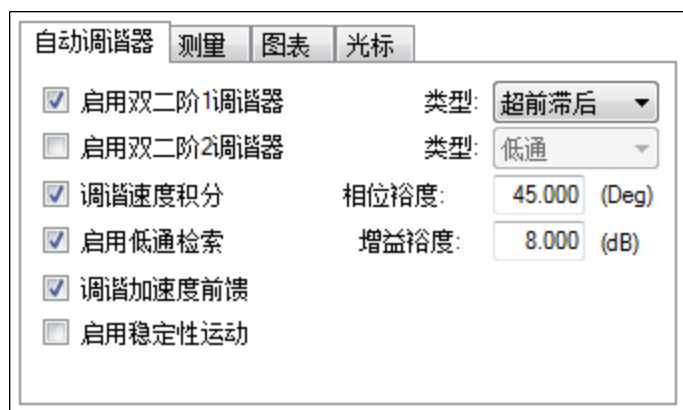 自动调谐器 测量 图表 光标
启用双二阶1调谐器 类型: 超前滞后
启用双二阶2调谐器 类型: 低通
调谐速度积分 相位裕度: 45.000 (Deg)
启用低通检索 增益裕度: 8.000 (dB)
调谐加速度前馈
启用稳定性运动